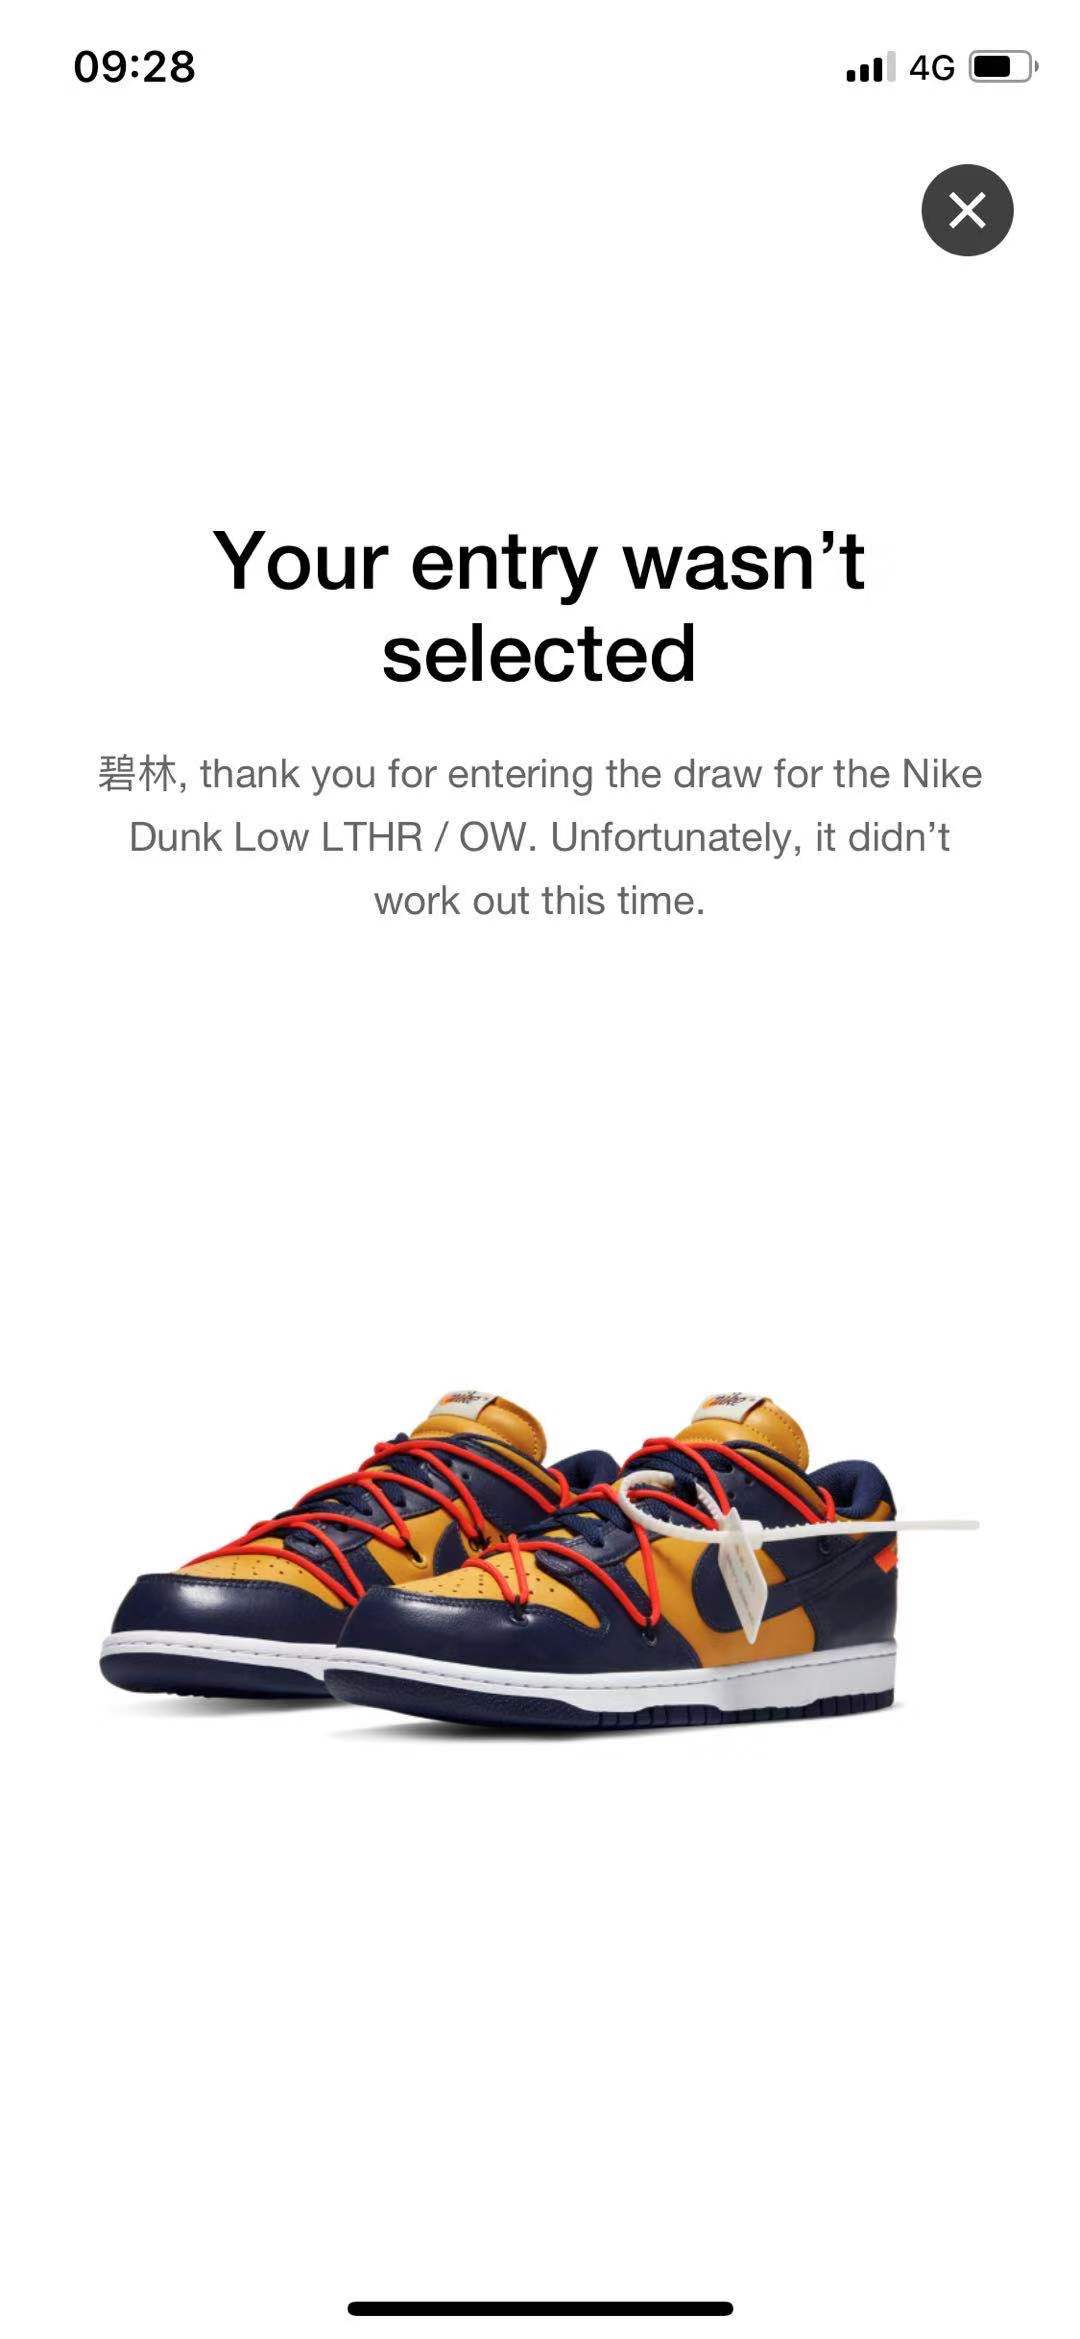 09:28
4G
Your entry wasn’t
selected
碧林, thank you for entering the draw for the Nike
Dunk Low LTHR / OW. Unfortunately, it didn’t
work out this time.